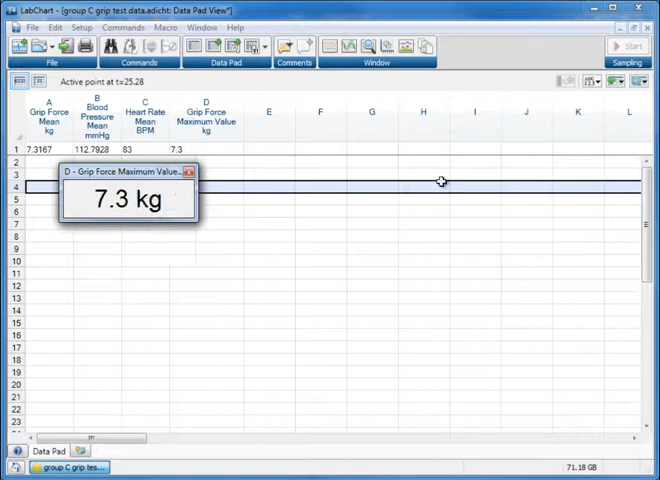 LabChart - [group C grip test data.adicht: Data Pad View*]
File Edit Setup Commands Macro Window Help
File Commands Data Pad Comments Window Start Sampling
Active point at t=25.28
A B C D E F G H I J K L
Grip Force Mean kg
Blood Pressure Mean mmHg
Heart Rate Mean BPM
Grip Force Maximum Value kg
1 7.3167 112.7928 83 7.3
2
3
D - Grip Force Maximum Value...
4
7.3 kg
5
6
7
8
9
10
11
12
13
14
15
16
17
18
19
20
21
22
23
Data Pad
group C grip tes...
71.18 GB